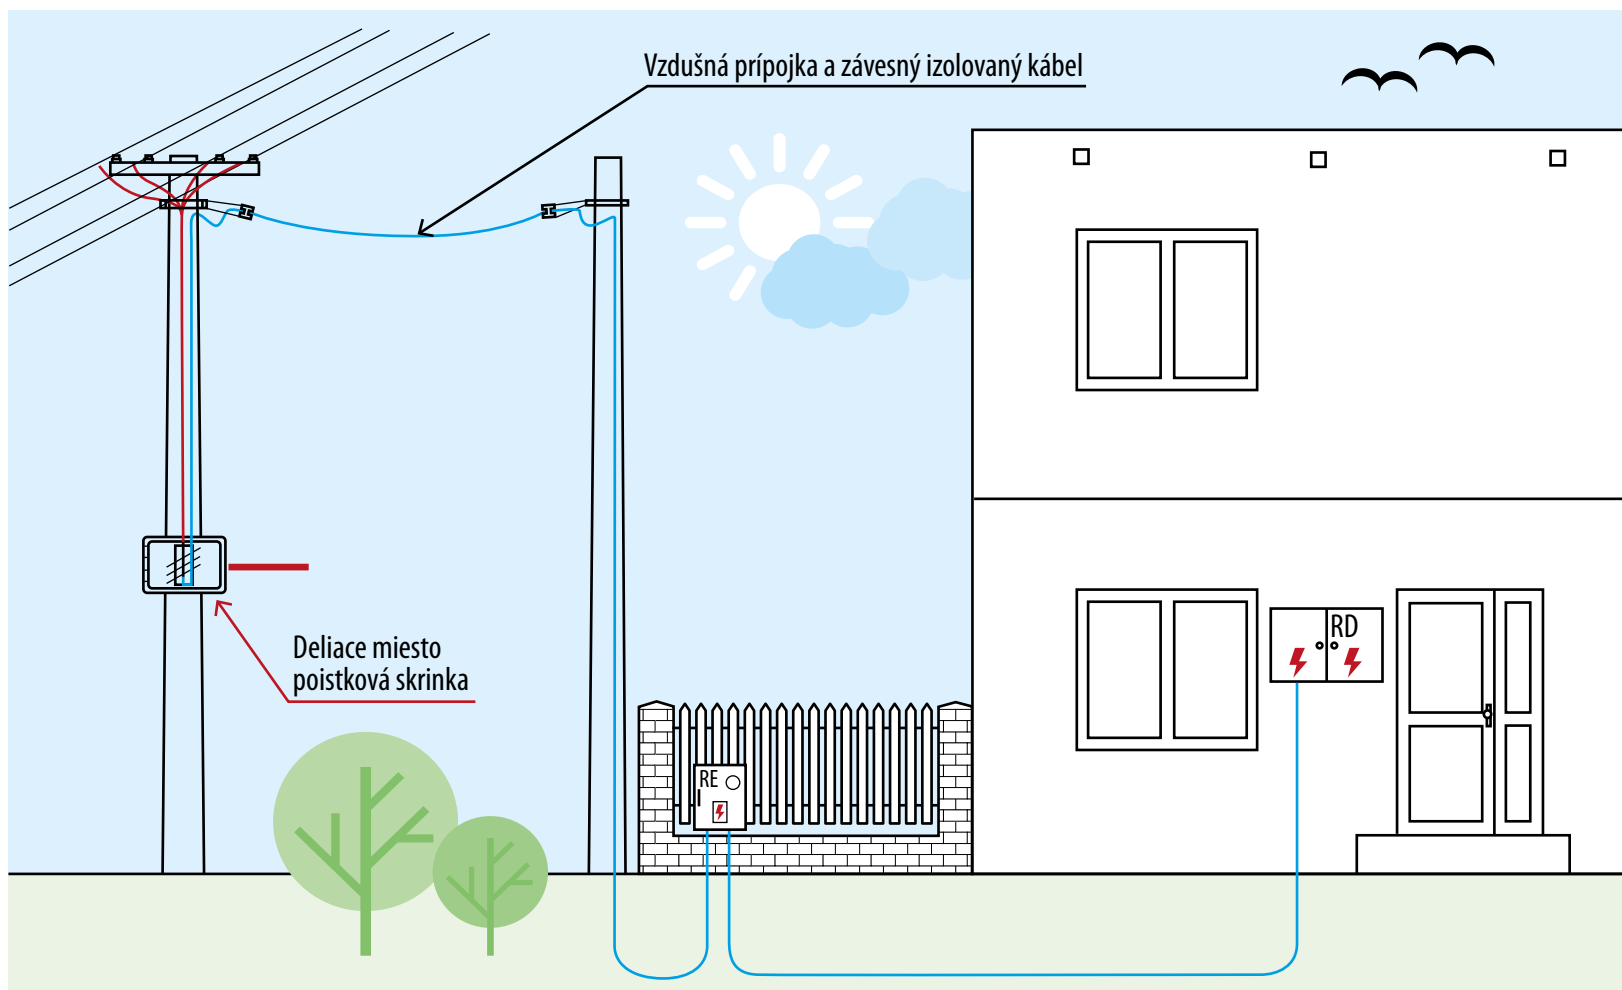 Vzdušná prípojka a závesný izolovaný kábel
Deliace miesto
poistková skrinka
RE
RD